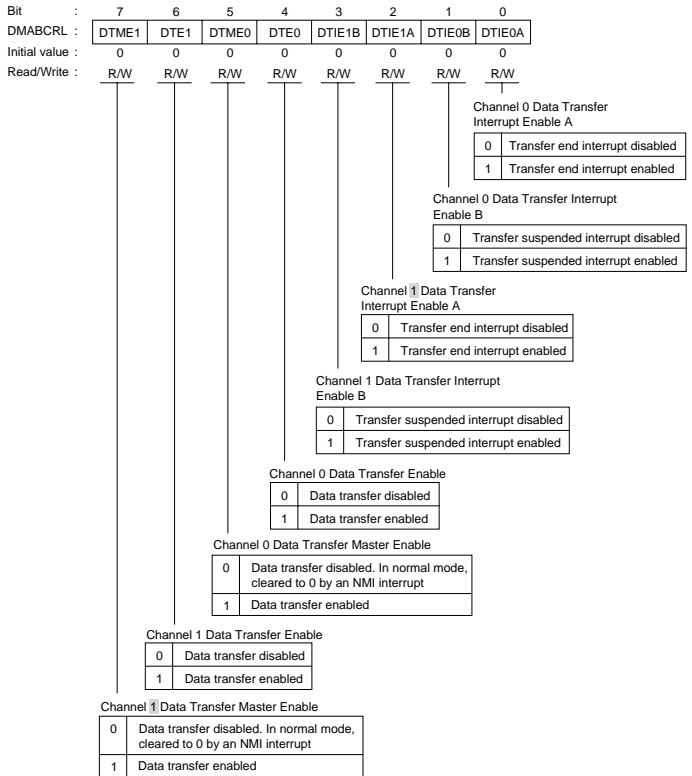 Bit : 7 6 5 4 3 2 1 0
DMABCRL : DTME1 DTE1 DTME0 DTE0 DTIE1B DTIE1A DTIE0B DTIE0A
Initial value : 0 0 0 0 0 0 0 0
Read/Write : R/W R/W R/W R/W R/W R/W R/W R/W
Channel 0 Data Transfer
Interrupt Enable A
0 Transfer end interrupt disabled
1 Transfer end interrupt enabled
Channel 0 Data Transfer Interrupt
Enable B
0 Transfer suspended interrupt disabled
1 Transfer suspended interrupt enabled
Channel 1 Data Transfer
Interrupt Enable A
0 Transfer end interrupt disabled
1 Transfer end interrupt enabled
Channel 1 Data Transfer Interrupt
Enable B
0 Transfer suspended interrupt disabled
1 Transfer suspended interrupt enabled
Channel 0 Data Transfer Enable
0 Data transfer disabled
1 Data transfer enabled
Channel 0 Data Transfer Master Enable
0 Data transfer disabled. In normal mode,
cleared to 0 by an NMI interrupt
1 Data transfer enabled
Channel 1 Data Transfer Enable
0 Data transfer disabled
1 Data transfer enabled
Channel 1 Data Transfer Master Enable
0 Data transfer disabled. In normal mode,
cleared to 0 by an NMI interrupt
1 Data transfer enabled